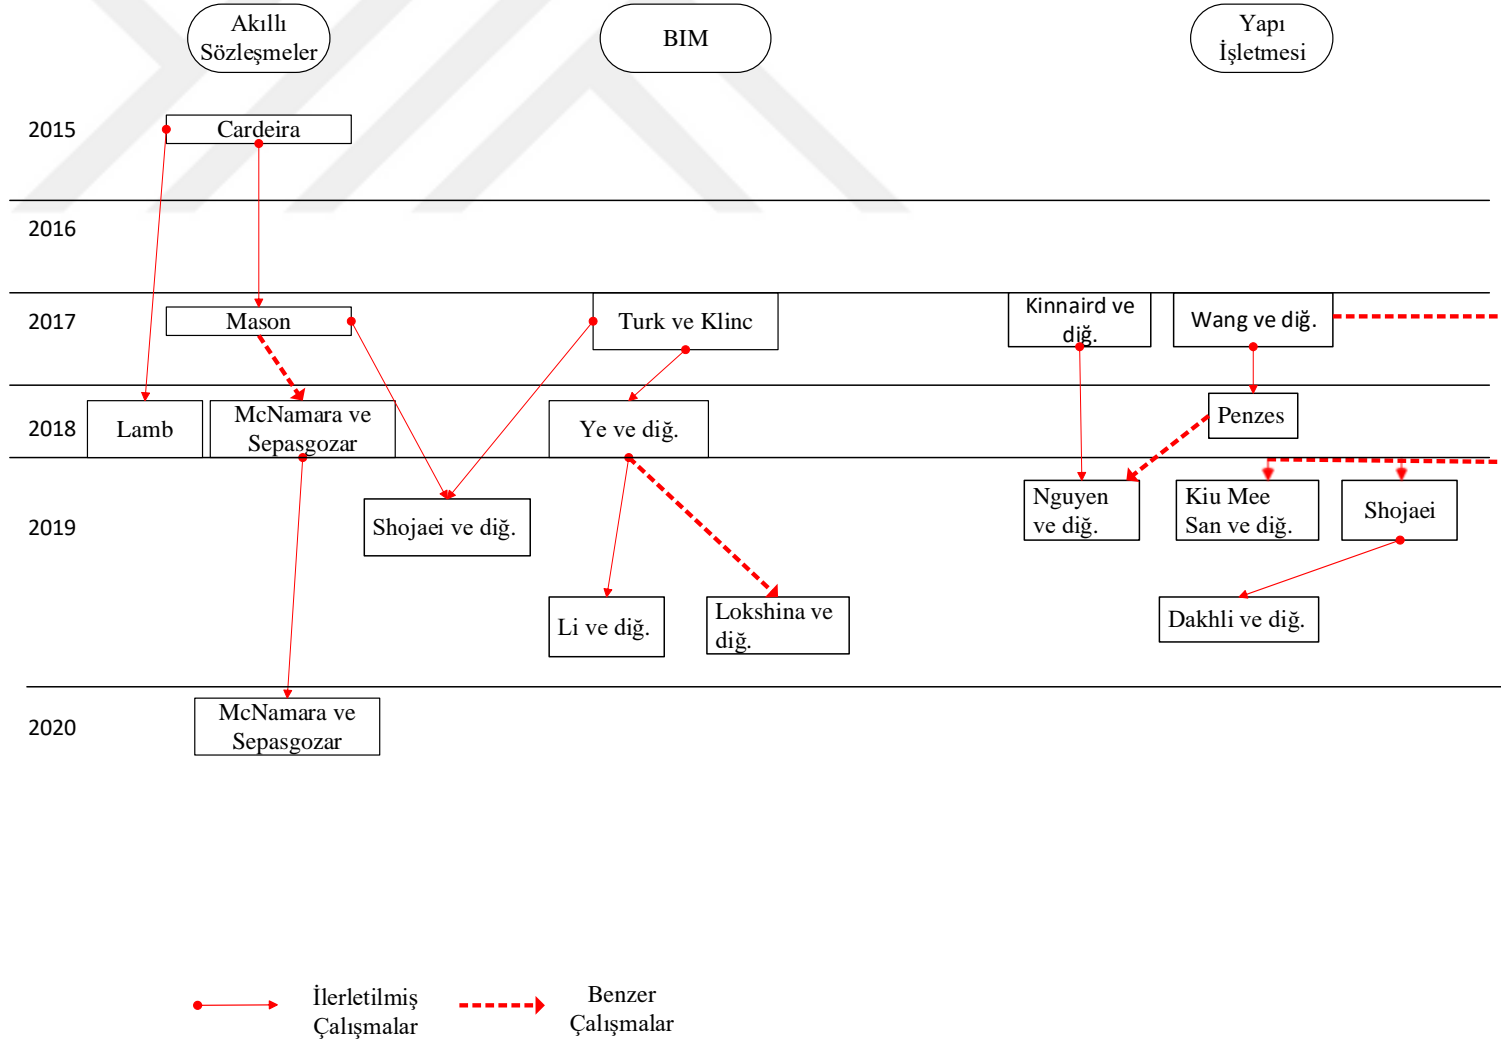 Akıllı
Sözleşmeler
BIM
Yapı
İşletmesi
2015
Cardeira
2016
2017
Mason
Turk ve Klinc
Kinnaird ve
diğ.
Wang ve diğ.
2018
Lamb
McNamara ve
Sepasgozar
Ye ve diğ.
Penzes
2019
Shojaei ve diğ.
Nguyen
ve diğ.
Kiu Mee
San ve diğ.
Shojaei
Li ve diğ.
Lokshina ve
diğ.
Dakhli ve diğ.
2020
McNamara ve
Sepasgozar
İlerletilmiş
Çalışmalar
Benzer
Çalışmalar